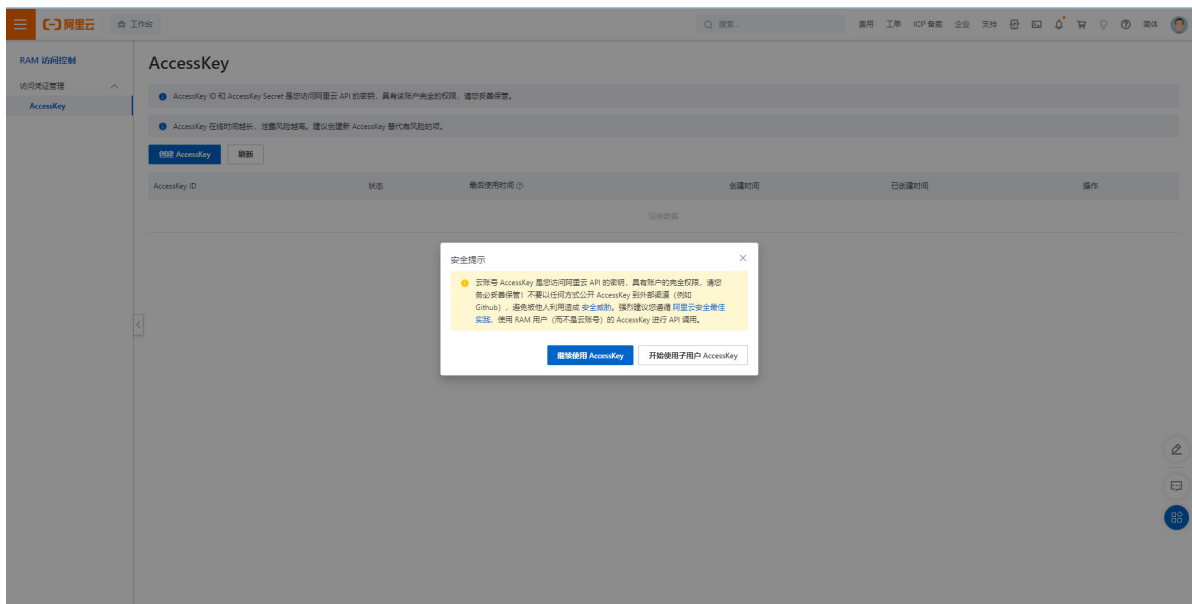 阿里云 工作台 搜索... 费用 工单 ICP 备案 企业 支持 简体
RAM 访问控制
AccessKey
访问凭证管理
AccessKey
AccessKey ID 和 AccessKey Secret 是您访问阿里云 API 的密钥，具有该账户完全的权限，请您妥善保管。
AccessKey 在线时间越长，泄露风险越高。建议创建新 AccessKey 替代有风险的项。
创建 AccessKey 刷新
AccessKey ID 状态 最后使用时间 创建时间 已创建时间 操作
没有数据
安全提示
云账号 AccessKey 是您访问阿里云 API 的密钥，具有账户的完全权限，请您
务必妥善保管！不要以任何方式公开 AccessKey 到外部渠道（例如
Github），避免被他人利用造成 安全威胁。强烈建议您遵循 阿里云安全最佳
实践，使用 RAM 用户（而不是云账号）的 AccessKey 进行 API 调用。
继续使用 AccessKey 开始使用子用户 AccessKey